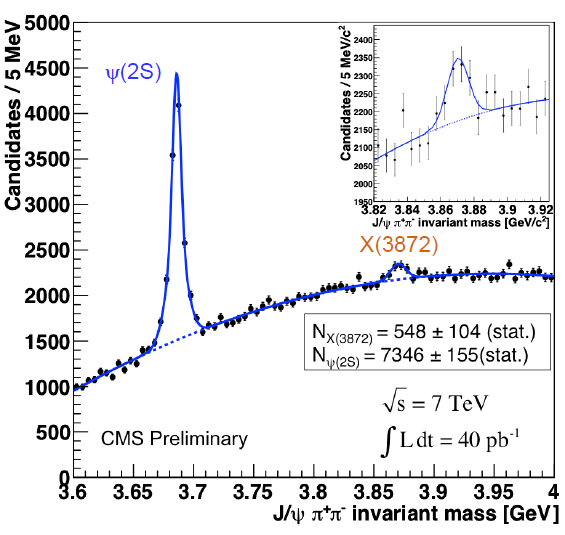 Candidates / 5 MeV
5000
4500
4000
3500
3000
2500
2000
1500
1000
500
0
3.6 3.65 3.7 3.75 3.8 3.85 3.9 3.95 4
J/ψ π⁺π⁻ invariant mass [GeV]
ψ(2S)
X(3872)
Candidates / 5 MeV/c²
2400
2350
2300
2250
2200
2150
2100
2050
2000
1950
3.82 3.84 3.86 3.88 3.9 3.92
J/ψ π⁺π⁻ invariant mass [GeV/c²]
N_X(3872) = 548 ± 104 (stat.)
N_ψ(2S) = 7346 ± 155(stat.)
√s = 7 TeV
∫ L dt = 40 pb⁻¹
CMS Preliminary